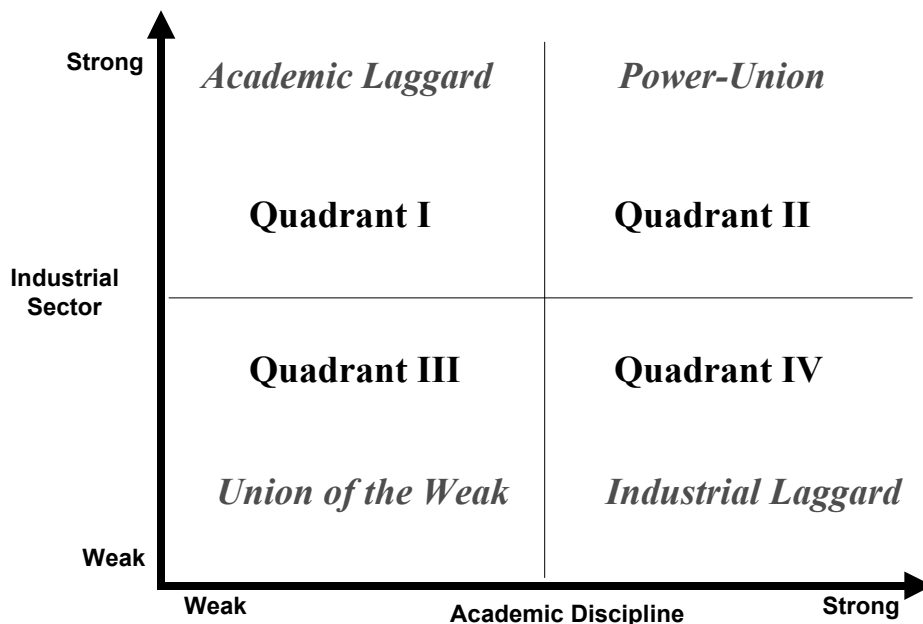 Strong
Academic Laggard
Power-Union
Quadrant I
Quadrant II
Industrial
Sector
Quadrant III
Quadrant IV
Union of the Weak
Industrial Laggard
Weak
Weak
Academic Discipline
Strong